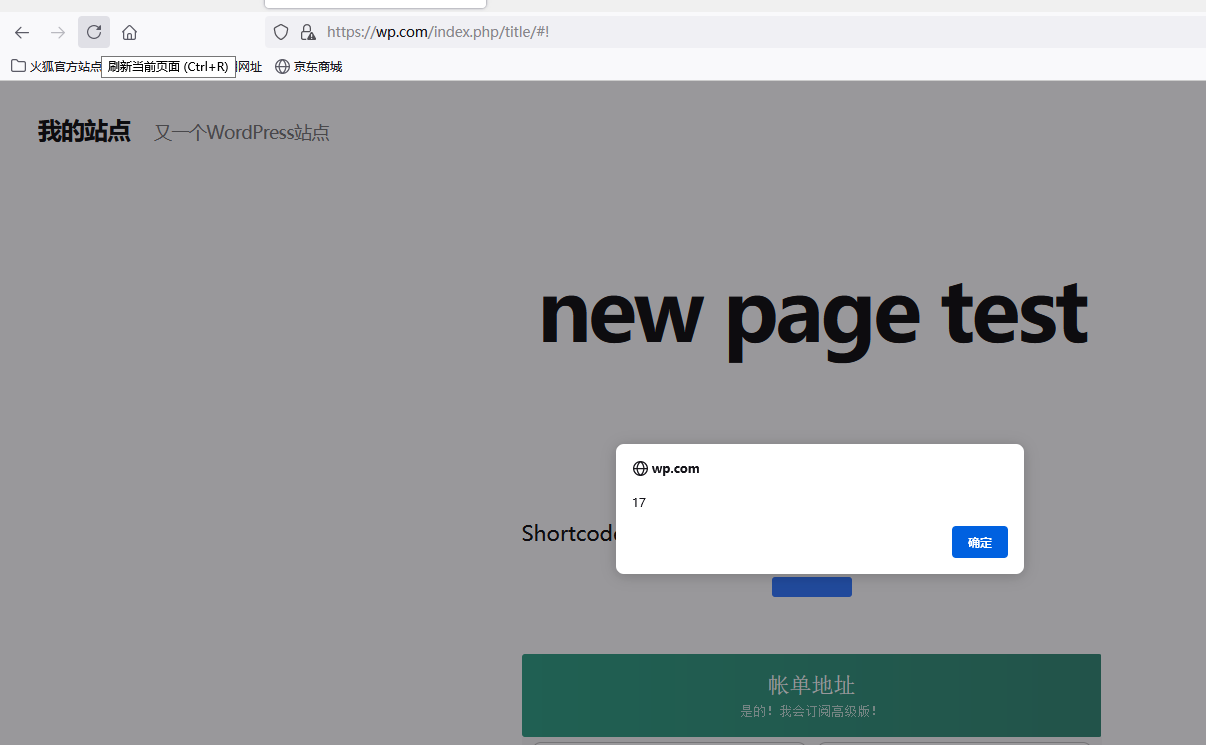 https://wp.com/index.php/title/#!
火狐官方站点
刷新当前页面 (Ctrl+R)
网址
京东商城
我的站点
又一个WordPress站点
new page test
wp.com
17
Shortcode
确定
帐单地址
是的！我会订阅高级版！